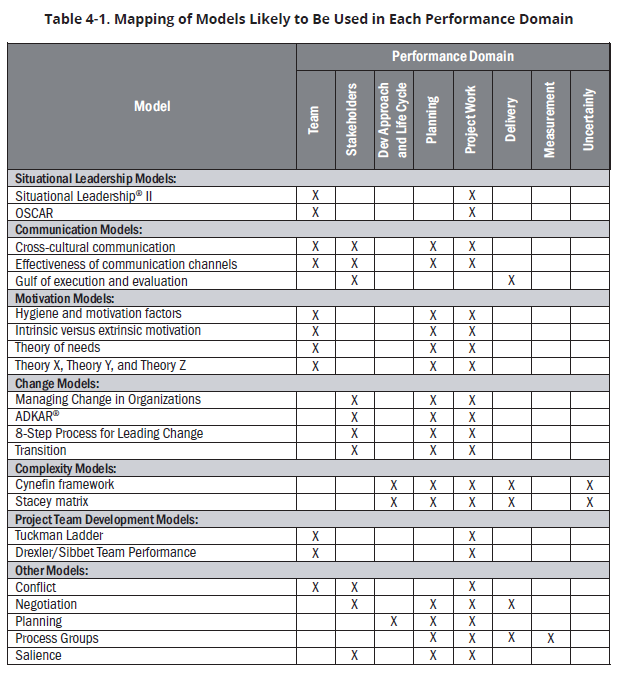 Table 4-1. Mapping of Models Likely to Be Used in Each Performance Domain
Model
Performance Domain
Team
Stakeholders
Dev Approach
and Life Cycle
Planning
Project Work
Delivery
Measurement
Uncertainly
Situational Leadership Models:
Situational Leadership® II X X
OSCAR X X
Communication Models:
Cross-cultural communication X X X X
Effectiveness of communication channels X X X X
Gulf of execution and evaluation X X
Motivation Models:
Hygiene and motivation factors X X X
Intrinsic versus extrinsic motivation X X X
Theory of needs X X X
Theory X, Theory Y, and Theory Z X X X
Change Models:
Managing Change in Organizations X X X
ADKAR® X X X
8-Step Process for Leading Change X X X
Transition X X X
Complexity Models:
Cynefin framework X X X X X
Stacey matrix X X X X X
Project Team Development Models:
Tuckman Ladder X X
Drexler/Sibbet Team Performance X X
Other Models:
Conflict X X X
Negotiation X X X X
Planning X X X
Process Groups X X X X
Salience X X X